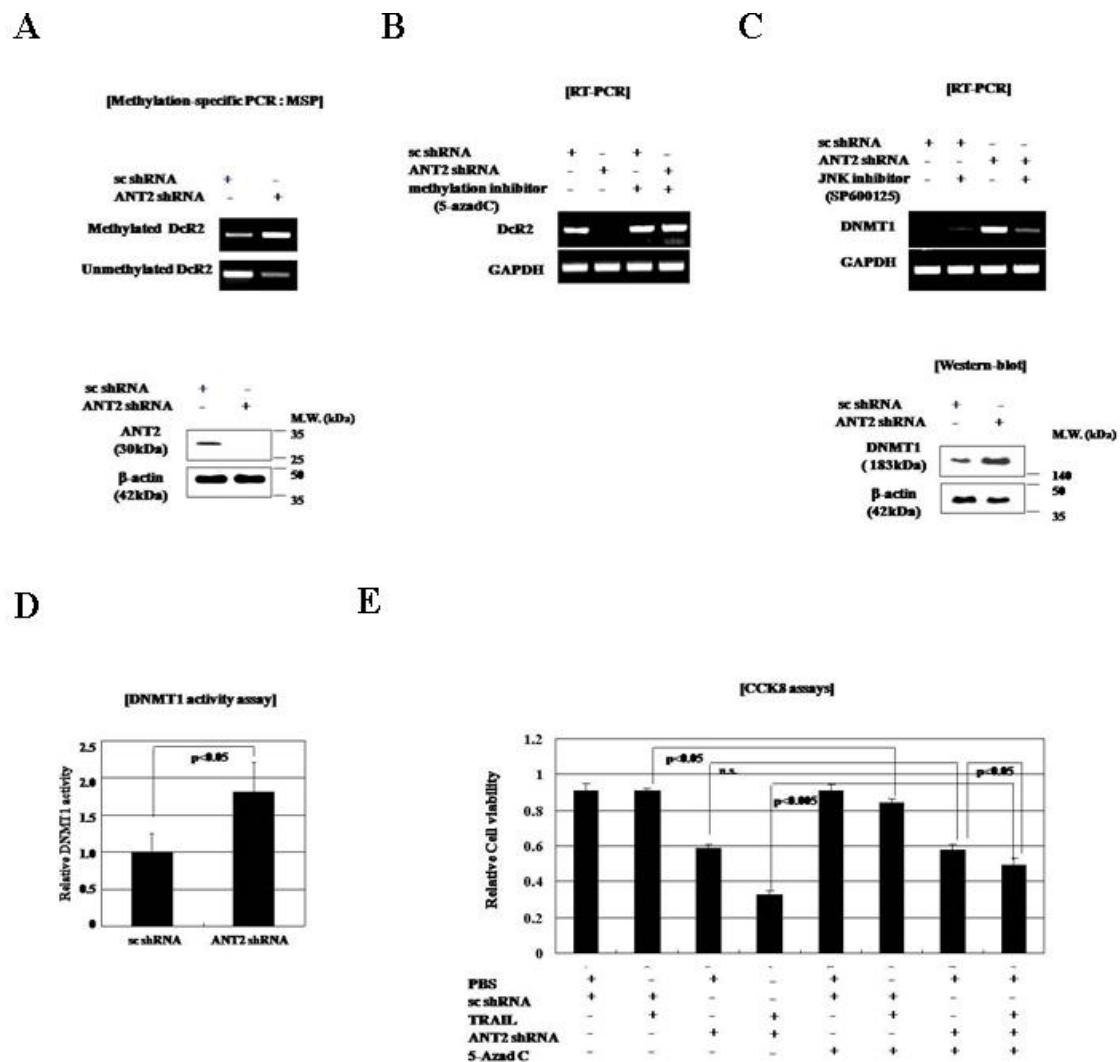 A
B
C
[Methylation-specific PCR : MSP]
sc shRNA + -
ANT2 shRNA - +
Methylated DcR2
Unmethylated DcR2
sc shRNA + -
ANT2 shRNA - +
M.W. (kDa)
ANT2
(30kDa)
35
25
β-actin
(42kDa)
50
35
[RT-PCR]
sc shRNA + - + -
ANT2 shRNA - + - +
methylation inhibitor - - + +
(5-azadC)
DcR2
GAPDH
[RT-PCR]
sc shRNA + + - -
ANT2 shRNA - - + +
JNK inhibitor - + - +
(SP600125)
DNMT1
GAPDH
[Western-blot]
sc shRNA + -
ANT2 shRNA - +
M.W. (kDa)
DNMT1
(183kDa)
140
β-actin
(42kDa)
50
35
D
E
[DNMT1 activity assay]
Relative DNMT1 activity
2.5
2.0
1.5
1.0
0.5
0
p<0.05
sc shRNA
ANT2 shRNA
[CCK8 assays]
Relative Cell viability
1.2
1
0.8
0.6
0.4
0.2
0
p<0.05
n.s.
p<0.005
p<0.05
PBS
sc shRNA
TRAIL
ANT2 shRNA
5-Azad C